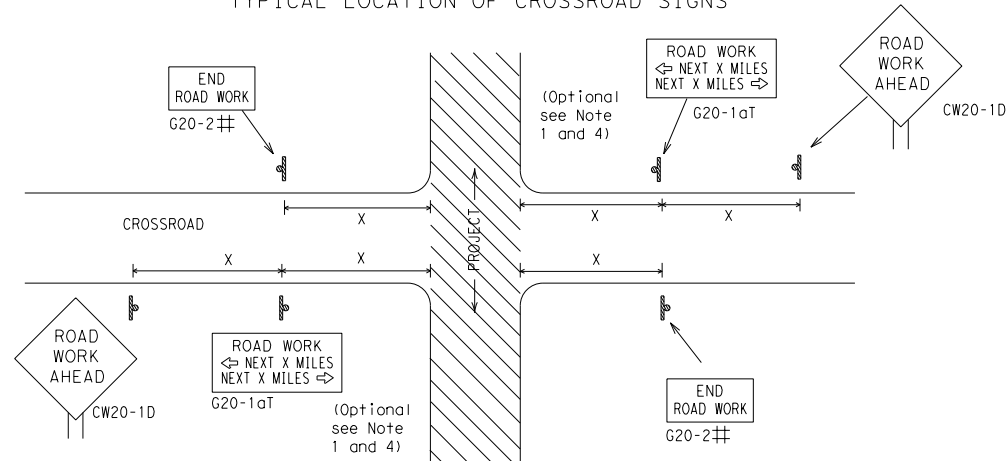 TYPICAL LOCATION OF CROSSROAD SIGNS
END
ROAD WORK
G20-2#
(Optional
see Note
1 and 4)
ROAD WORK
⇦ NEXT X MILES
NEXT X MILES ⇨
G20-1aT
ROAD
WORK
AHEAD
CW20-1D
X
X
X
CROSSROAD
PROJECT
X
X
X
ROAD
WORK
AHEAD
CW20-1D
ROAD WORK
⇦ NEXT X MILES
NEXT X MILES ⇨
G20-1aT
(Optional
see Note
1 and 4)
END
ROAD WORK
G20-2#